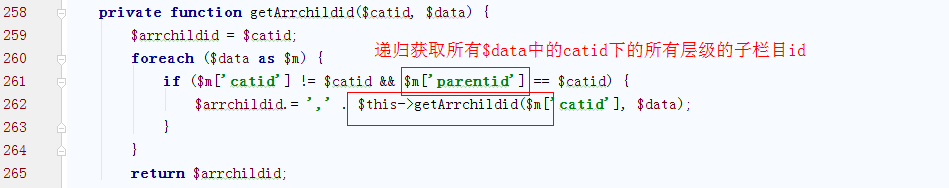 258 private function getArrchildid($catid, $data) {
259 $arrchildid = $catid;
递归获取所有$data中的catid下的所有层级的子栏目id
260 foreach ($data as $m) {
261 if ($m['catid'] != $catid && $m['parentid'] == $catid) {
262 $arrchildid.= ',' . $this->getArrchildid($m['catid'], $data);
263 }
264 }
265 return $arrchildid;